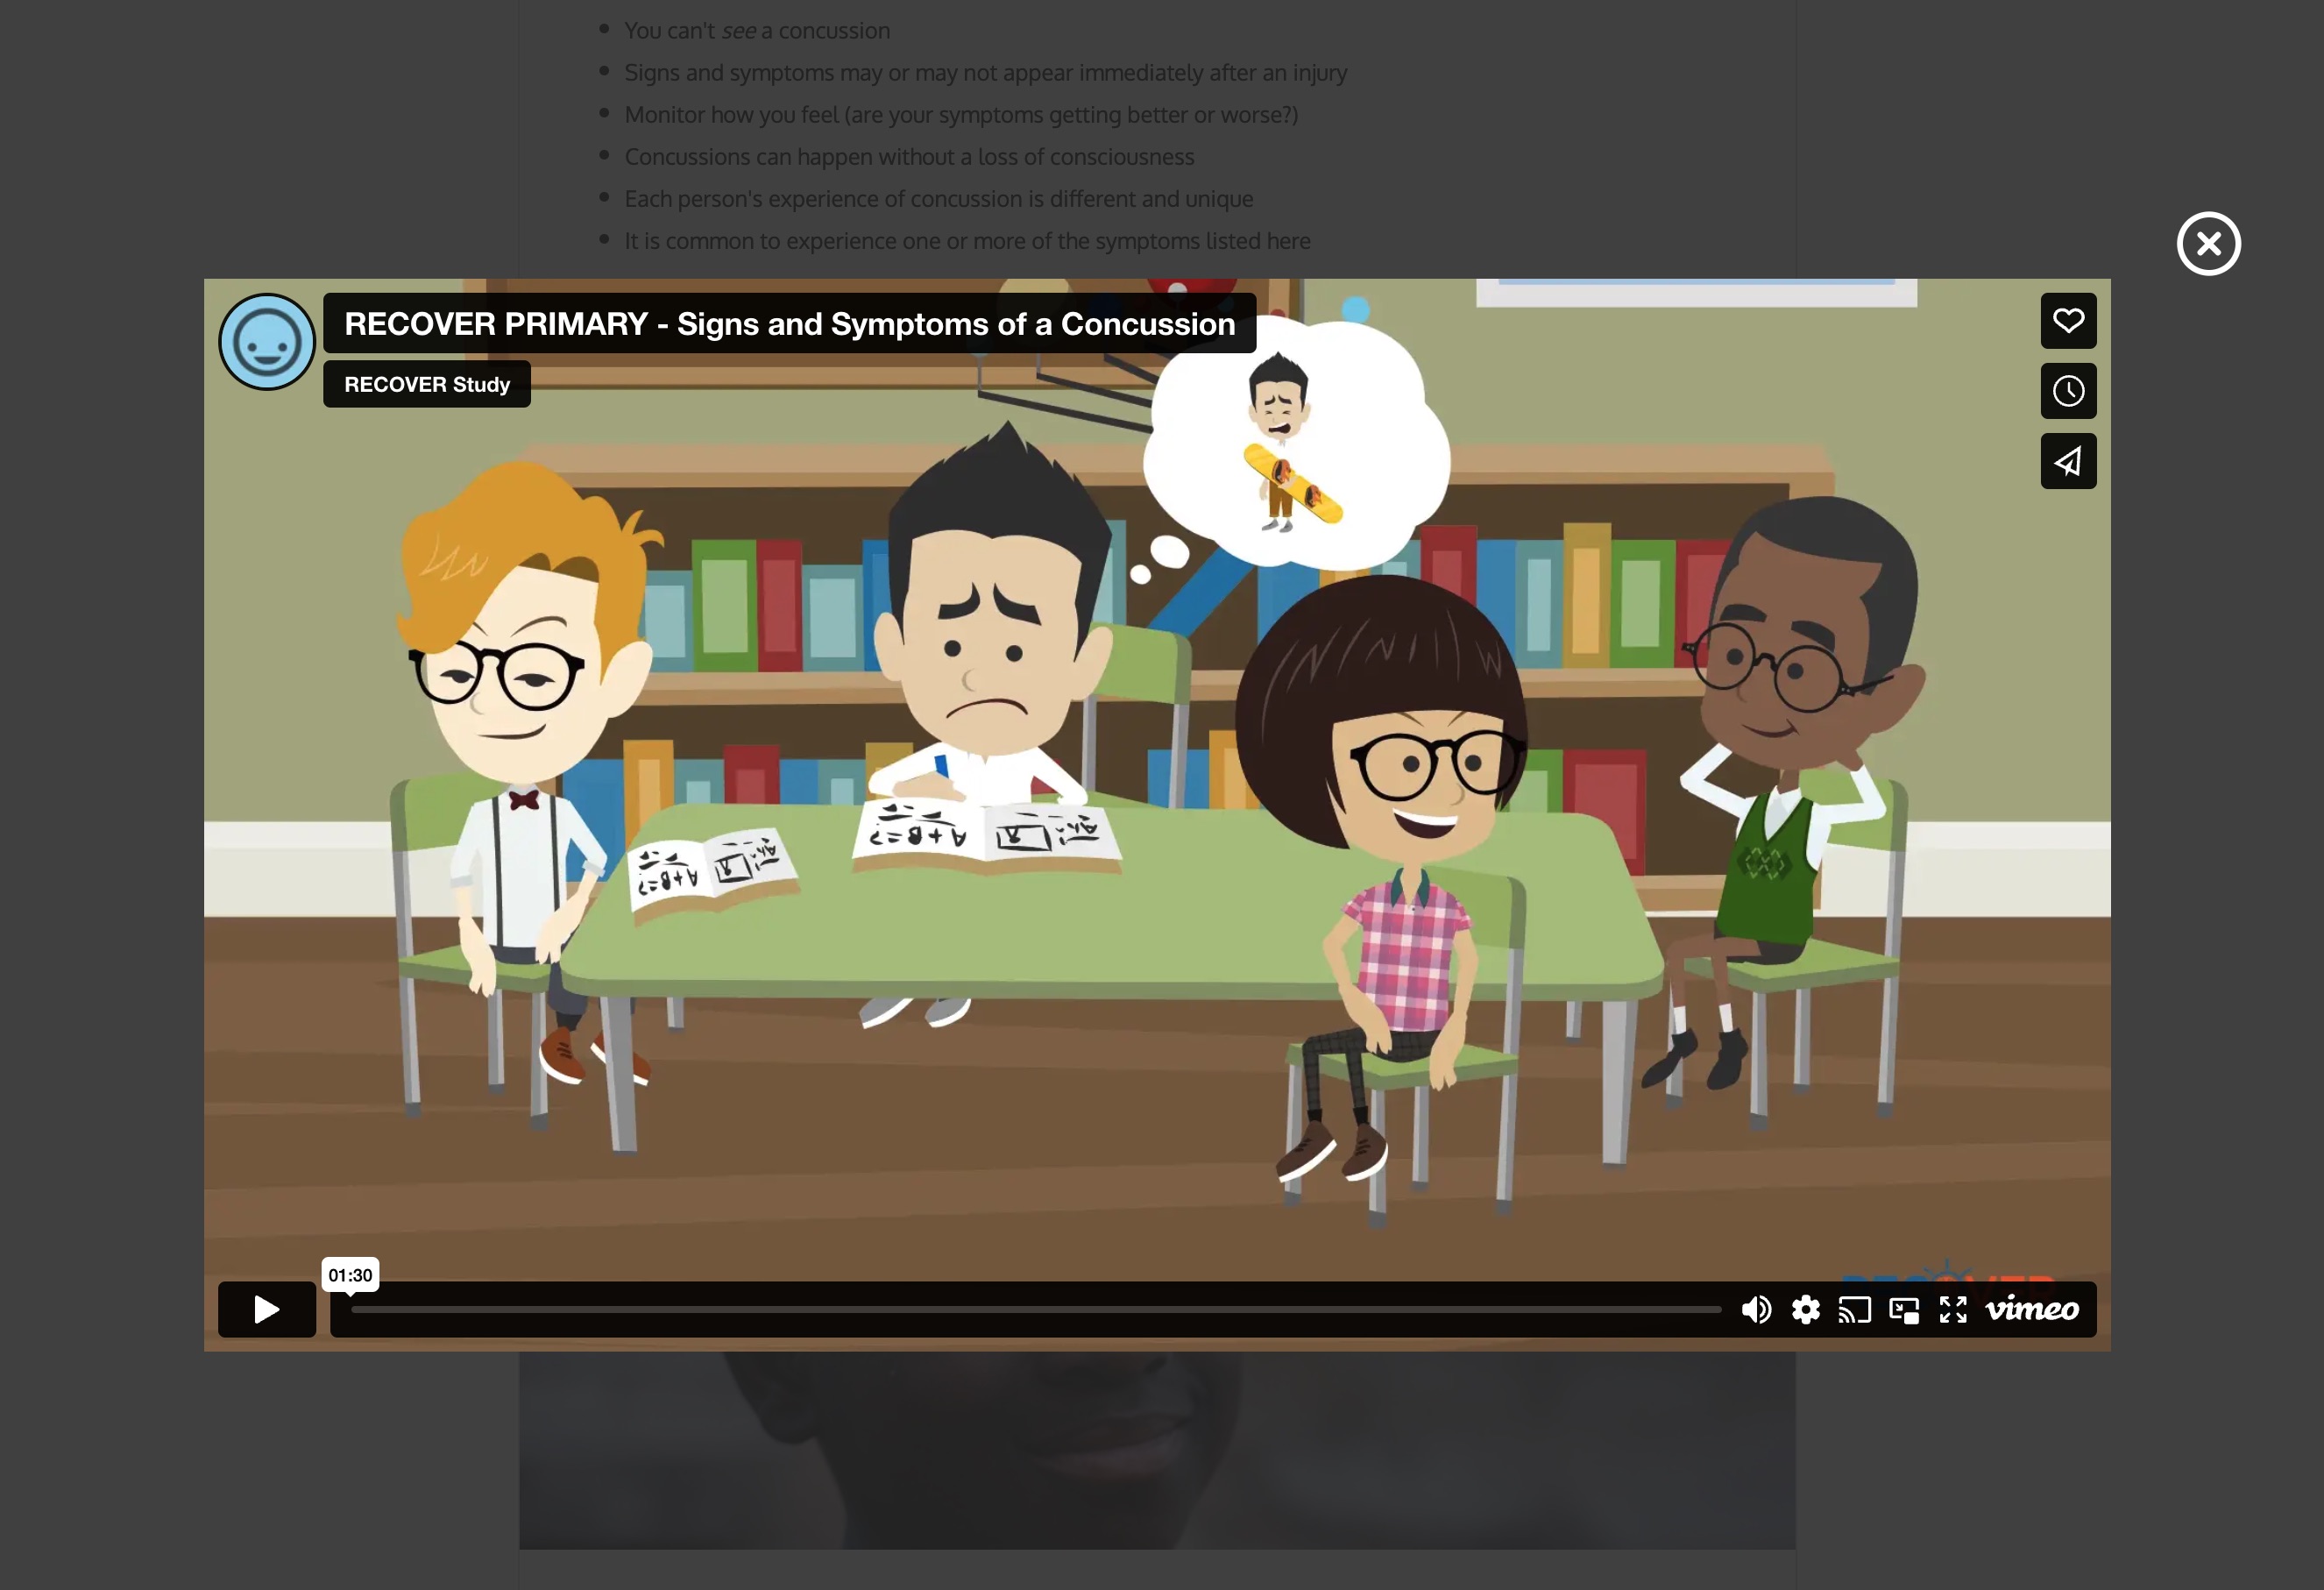 You can't see a concussion
Signs and symptoms may or may not appear immediately after an injury
Monitor how you feel (are your symptoms getting better or worse?)
Concussions can happen without a loss of consciousness
Each person's experience of concussion is different and unique
It is common to experience one or more of the symptoms listed here
RECOVER PRIMARY - Signs and Symptoms of a Concussion
RECOVER Study
A+B=?
A+B=?
01:30
vimeo